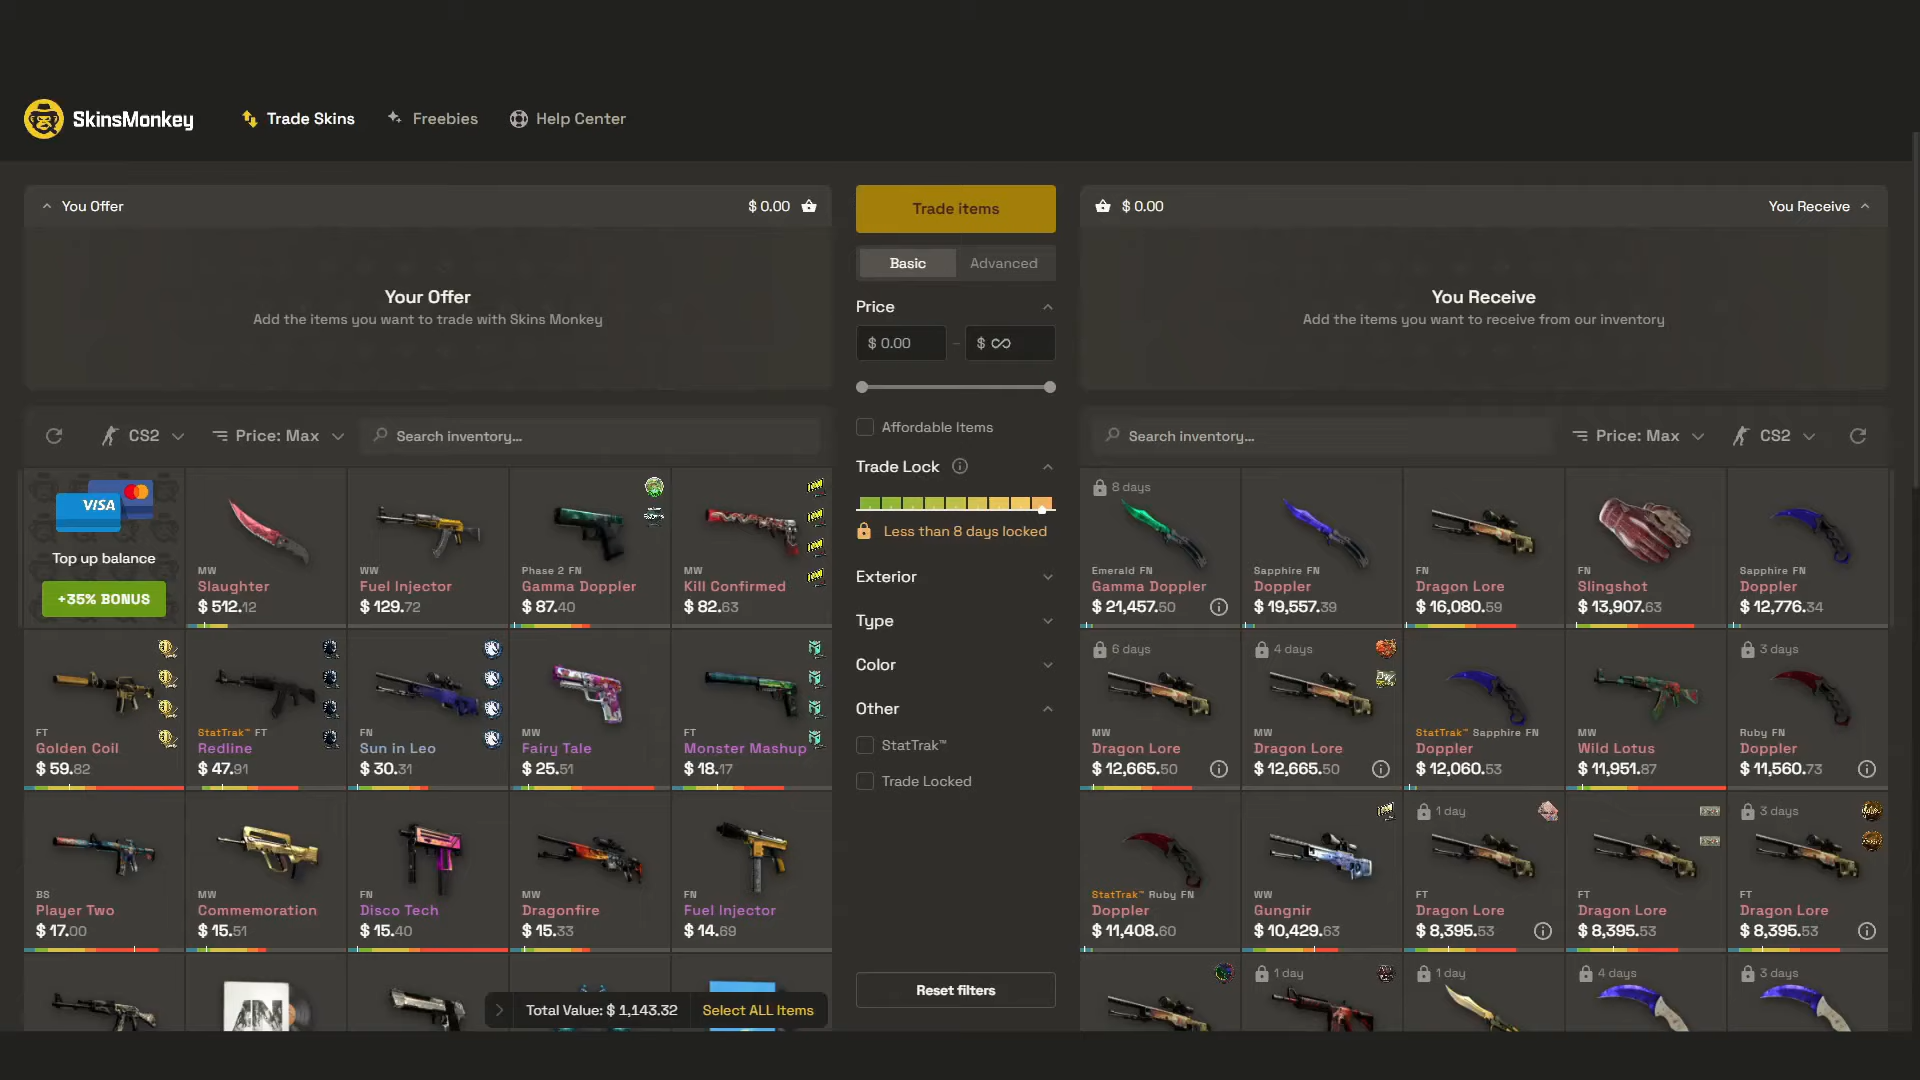 SkinsMonkey
Trade Skins
Freebies
Help Center
You Offer
$ 0.00
Your Offer
Add the items you want to trade with Skins Monkey
CS2
Price: Max
Search inventory...
VISA
Top up balance
+35% BONUS
MW
Slaughter
$ 512.12
WW
Fuel Injector
$ 129.72
Phase 2 FN
Gamma Doppler
$ 87.40
MW
Kill Confirmed
$ 82.63
FT
Golden Coil
$ 59.82
StatTrak™ FT
Redline
$ 47.91
FN
Sun in Leo
$ 30.31
MW
Fairy Tale
$ 25.51
FT
Monster Mashup
$ 18.17
BS
Player Two
$ 17.00
MW
Commemoration
$ 15.51
FN
Disco Tech
$ 15.40
MW
Dragonfire
$ 15.33
FN
Fuel Injector
$ 14.69
Total Value: $ 1,143.32
Select ALL Items
Trade items
Basic
Advanced
Price
$ 0.00
–
$ ∞
Affordable Items
Trade Lock
Less than 8 days locked
Exterior
Type
Color
Other
StatTrak™
Trade Locked
Reset filters
$ 0.00
You Receive
You Receive
Add the items you want to receive from our inventory
Search inventory...
Price: Max
CS2
8 days
Emerald FN
Gamma Doppler
$ 21,457.50
Sapphire FN
Doppler
$ 19,557.39
FN
Dragon Lore
$ 16,080.59
FN
Slingshot
$ 13,907.63
Sapphire FN
Doppler
$ 12,776.34
6 days
MW
Dragon Lore
$ 12,665.50
4 days
MW
Dragon Lore
$ 12,665.50
StatTrak™ Sapphire FN
Doppler
$ 12,060.53
MW
Wild Lotus
$ 11,951.87
3 days
Ruby FN
Doppler
$ 11,560.73
StatTrak™ Ruby FN
Doppler
$ 11,408.60
WW
Gungnir
$ 10,429.63
1 day
FT
Dragon Lore
$ 8,395.53
FT
Dragon Lore
$ 8,395.53
3 days
FT
Dragon Lore
$ 8,395.53
1 day
1 day
4 days
3 days